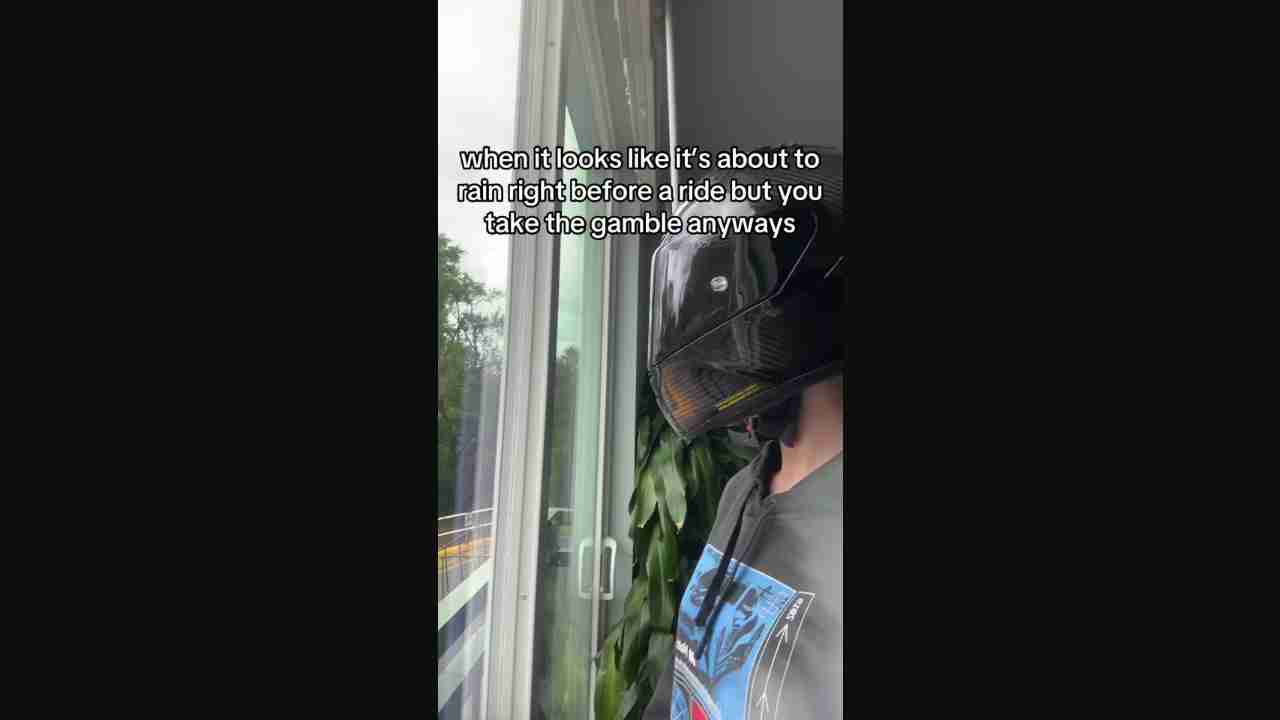 when it looks like it's about to
rain right before a ride but you
take the gamble anyways